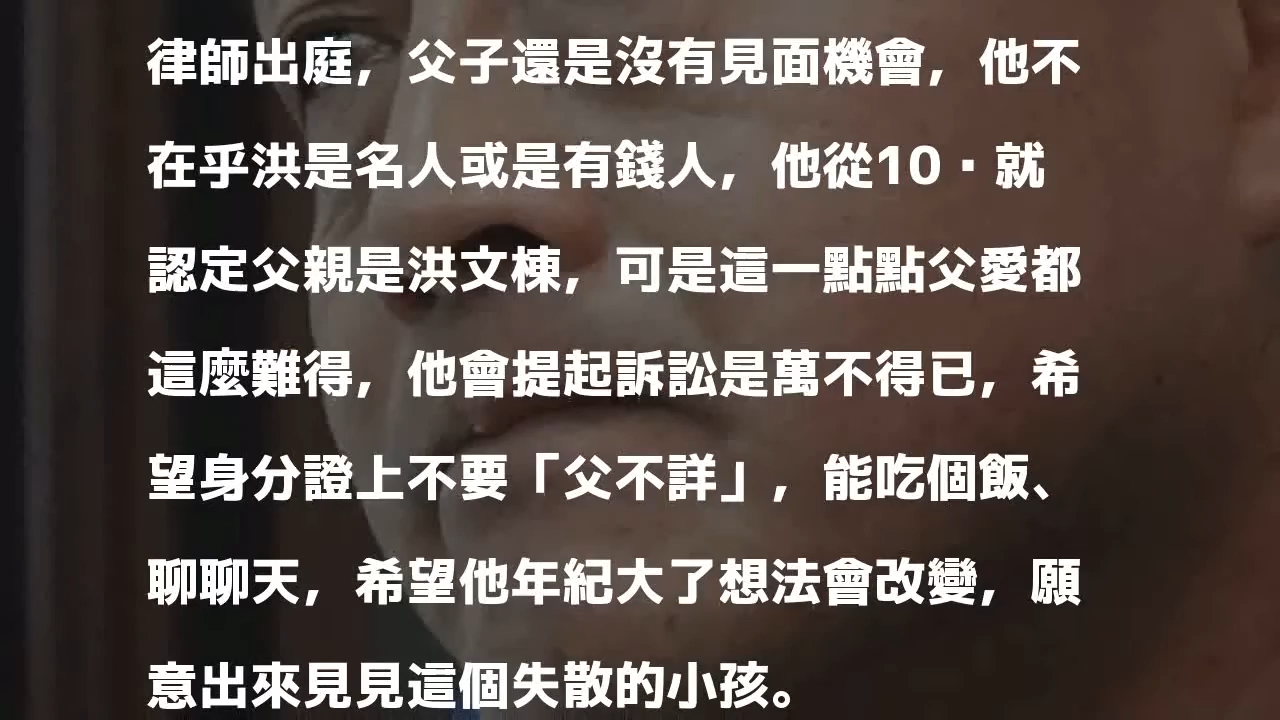 律師出庭，父子還是沒有見面機會，他不
在乎洪是名人或是有錢人，他從10▪就
認定父親是洪文棟，可是這一點點父愛都
這麼難得，他會提起訴訟是萬不得已，希
望身分證上不要「父不詳」，能吃個飯、
聊聊天，希望他年紀大了想法會改變，願
意出來見見這個失散的小孩。